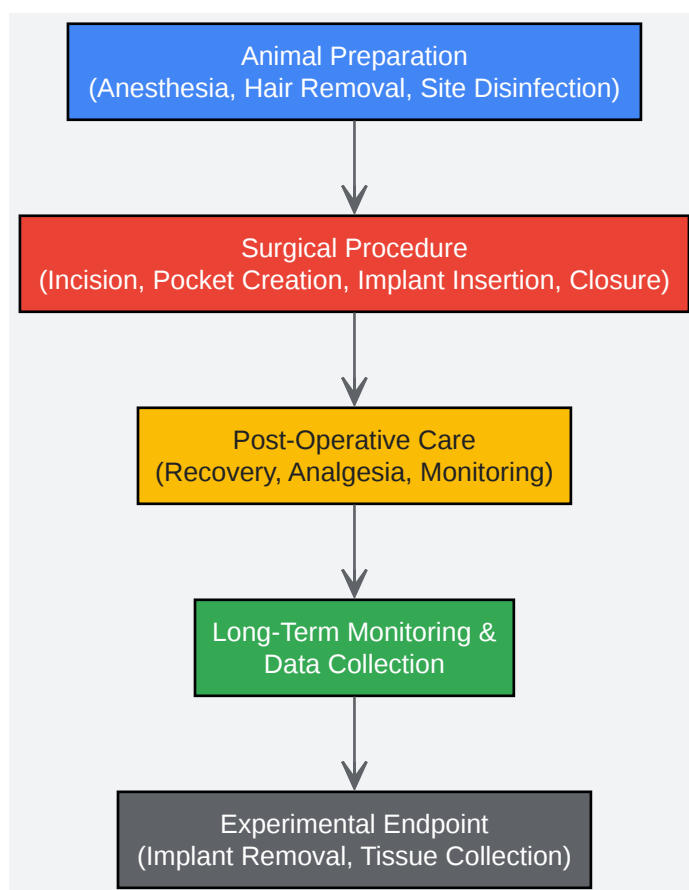 Animal Preparation
(Anesthesia, Hair Removal, Site Disinfection)
Surgical Procedure
(Incision, Pocket Creation, Implant Insertion, Closure)
Post-Operative Care
(Recovery, Analgesia, Monitoring)
Long-Term Monitoring &
Data Collection
Experimental Endpoint
(Implant Removal, Tissue Collection)